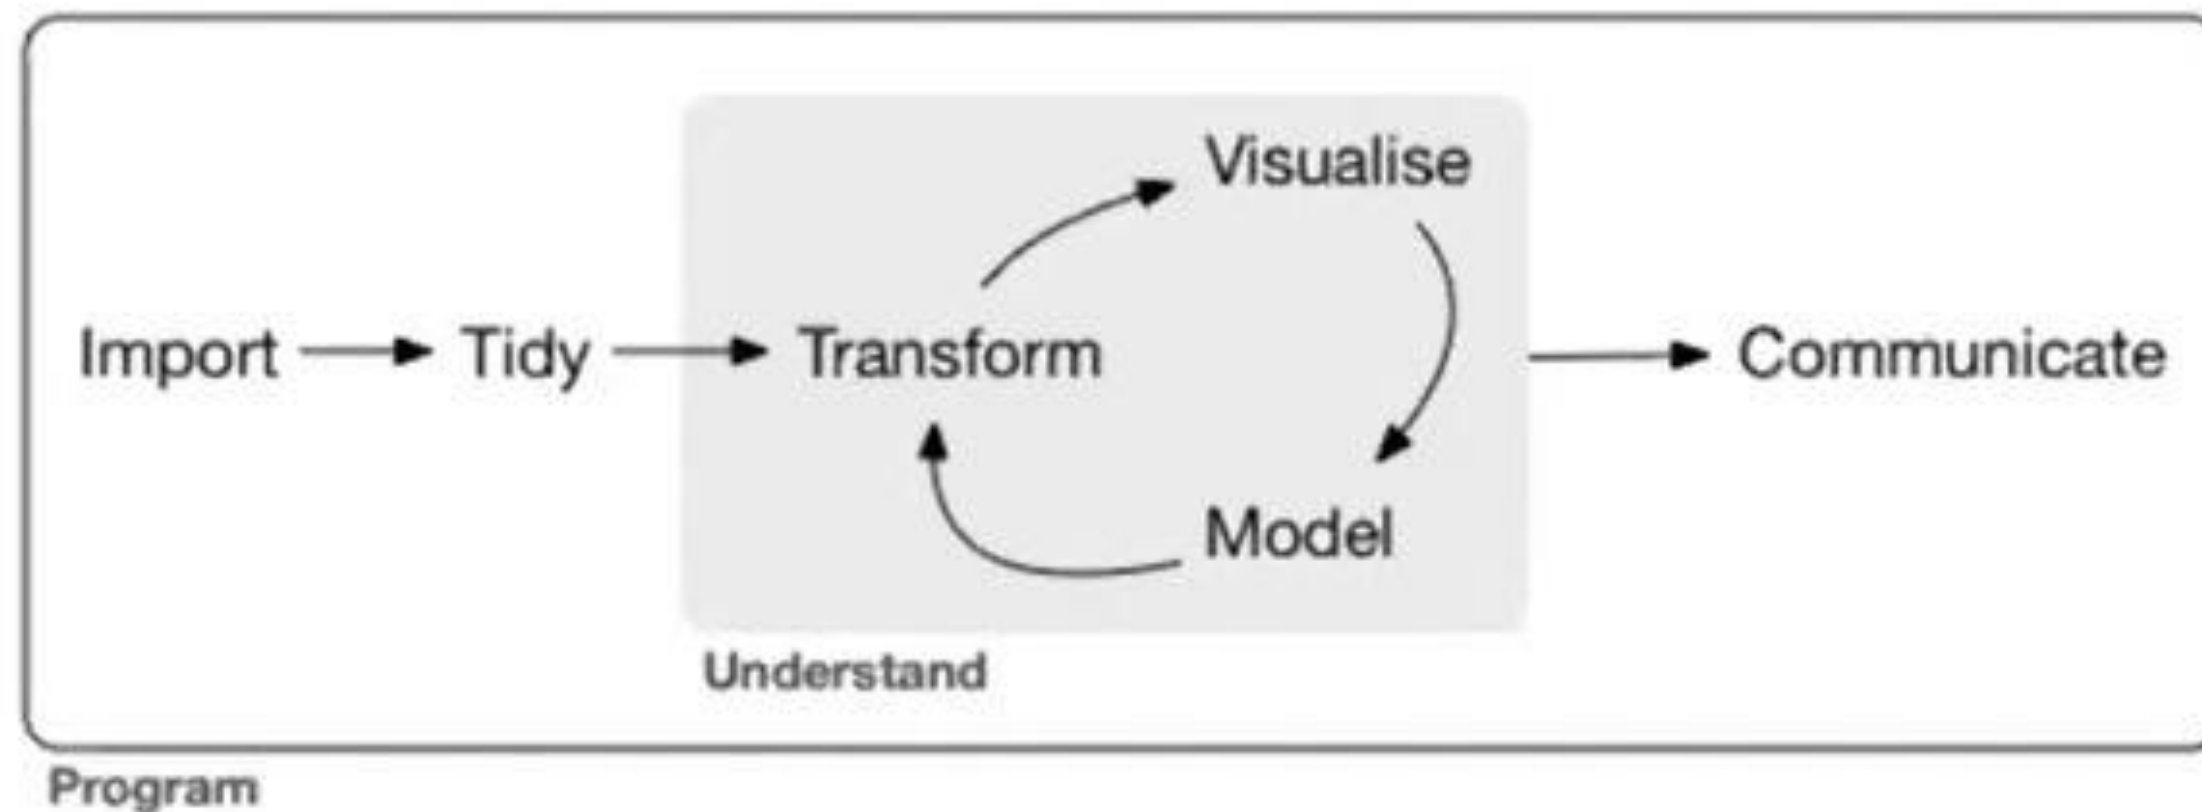 Visualise
Import Tidy Transform Communicate
Model
Understand
Program